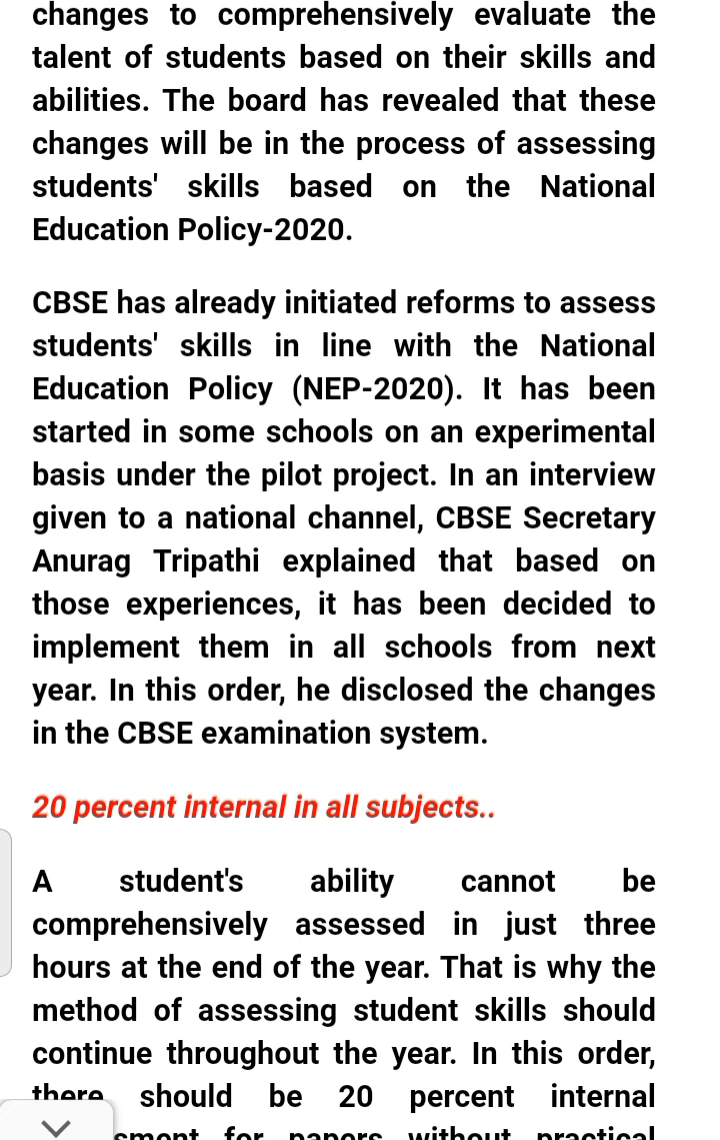 changes to comprehensively evaluate the
talent of students based on their skills and
abilities. The board has revealed that these
changes will be in the process of assessing
students' skills based on the National
Education Policy-2020.
CBSE has already initiated reforms to assess
students' skills in line with the National
Education Policy (NEP-2020). It has been
started in some schools on an experimental
basis under the pilot project. In an interview
given to a national channel, CBSE Secretary
Anurag Tripathi explained that based on
those experiences, it has been decided to
implement them in all schools from next
year. In this order, he disclosed the changes
in the CBSE examination system.
20 percent internal in all subjects..
A student's ability cannot be
comprehensively assessed in just three
hours at the end of the year. That is why the
method of assessing student skills should
continue throughout the year. In this order,
there should be 20 percent internal
for papers without practical